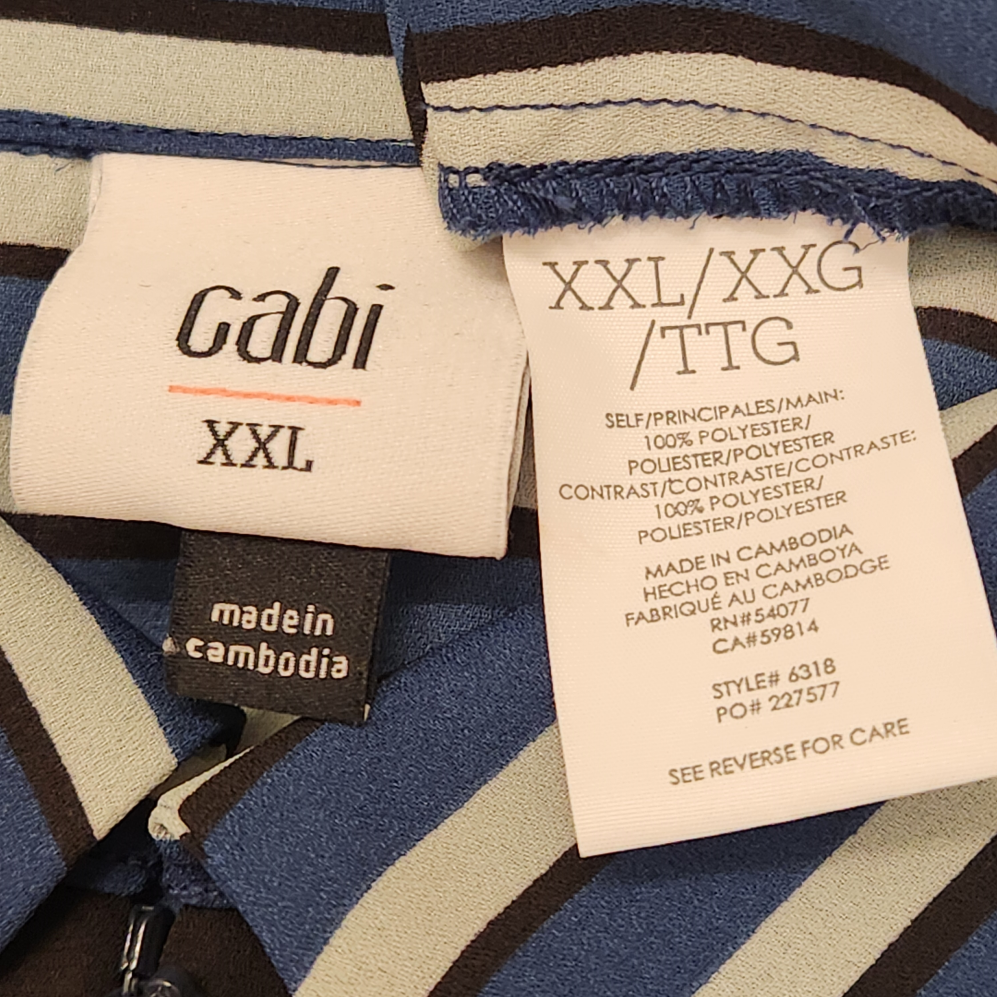 Gabi
XXL
madein
cambodia
XXL/XXG
/TTG
SELF/PRINCIPALES/MAIN:
100% POLYESTER/
POLIESTER/POLYESTER
CONTRAST/CONTRASTE/CONTRASTE:
100% POLYESTER/
POLIESTER/POLYESTER
MADE IN CAMBODIA
HECHO EN CAMBOYA
FABRIQUÉ AU CAMBODGE
RN#54077
CA#59814
STYLE# 6318
PO# 227577
SEE REVERSE FOR CARE